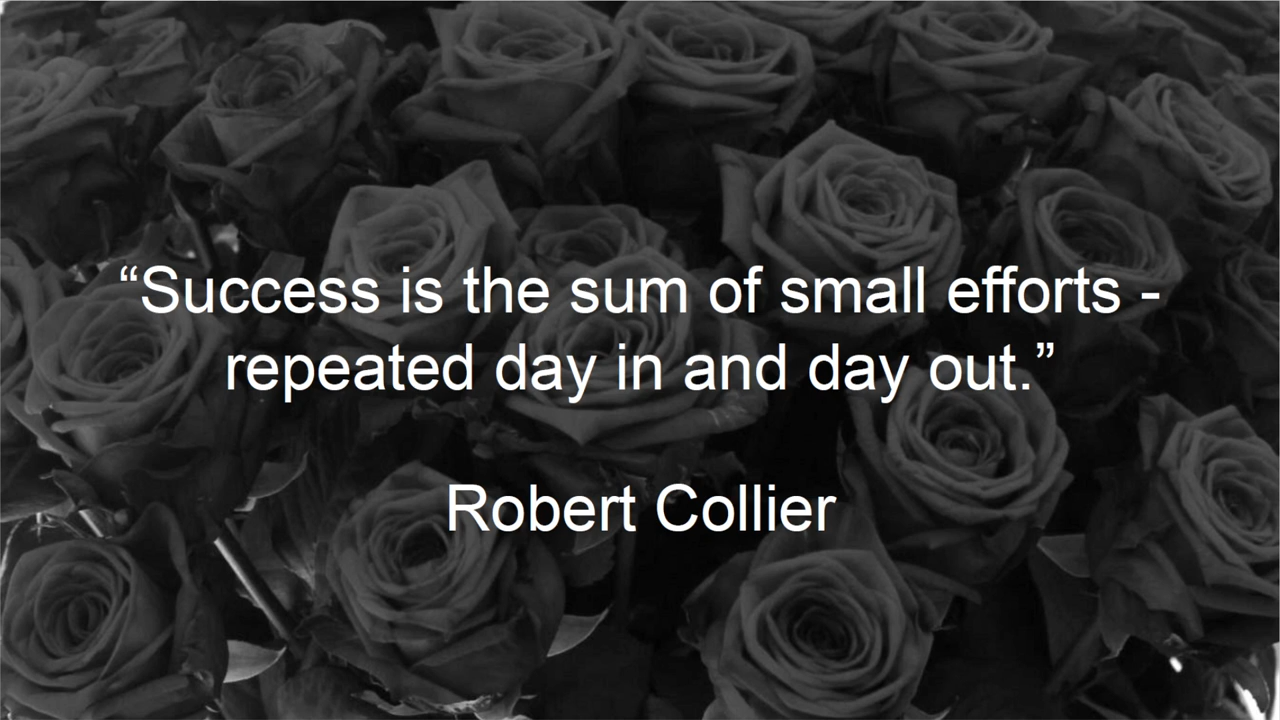 “Success is the sum of small efforts -
repeated day in and day out.”
Robert Collier